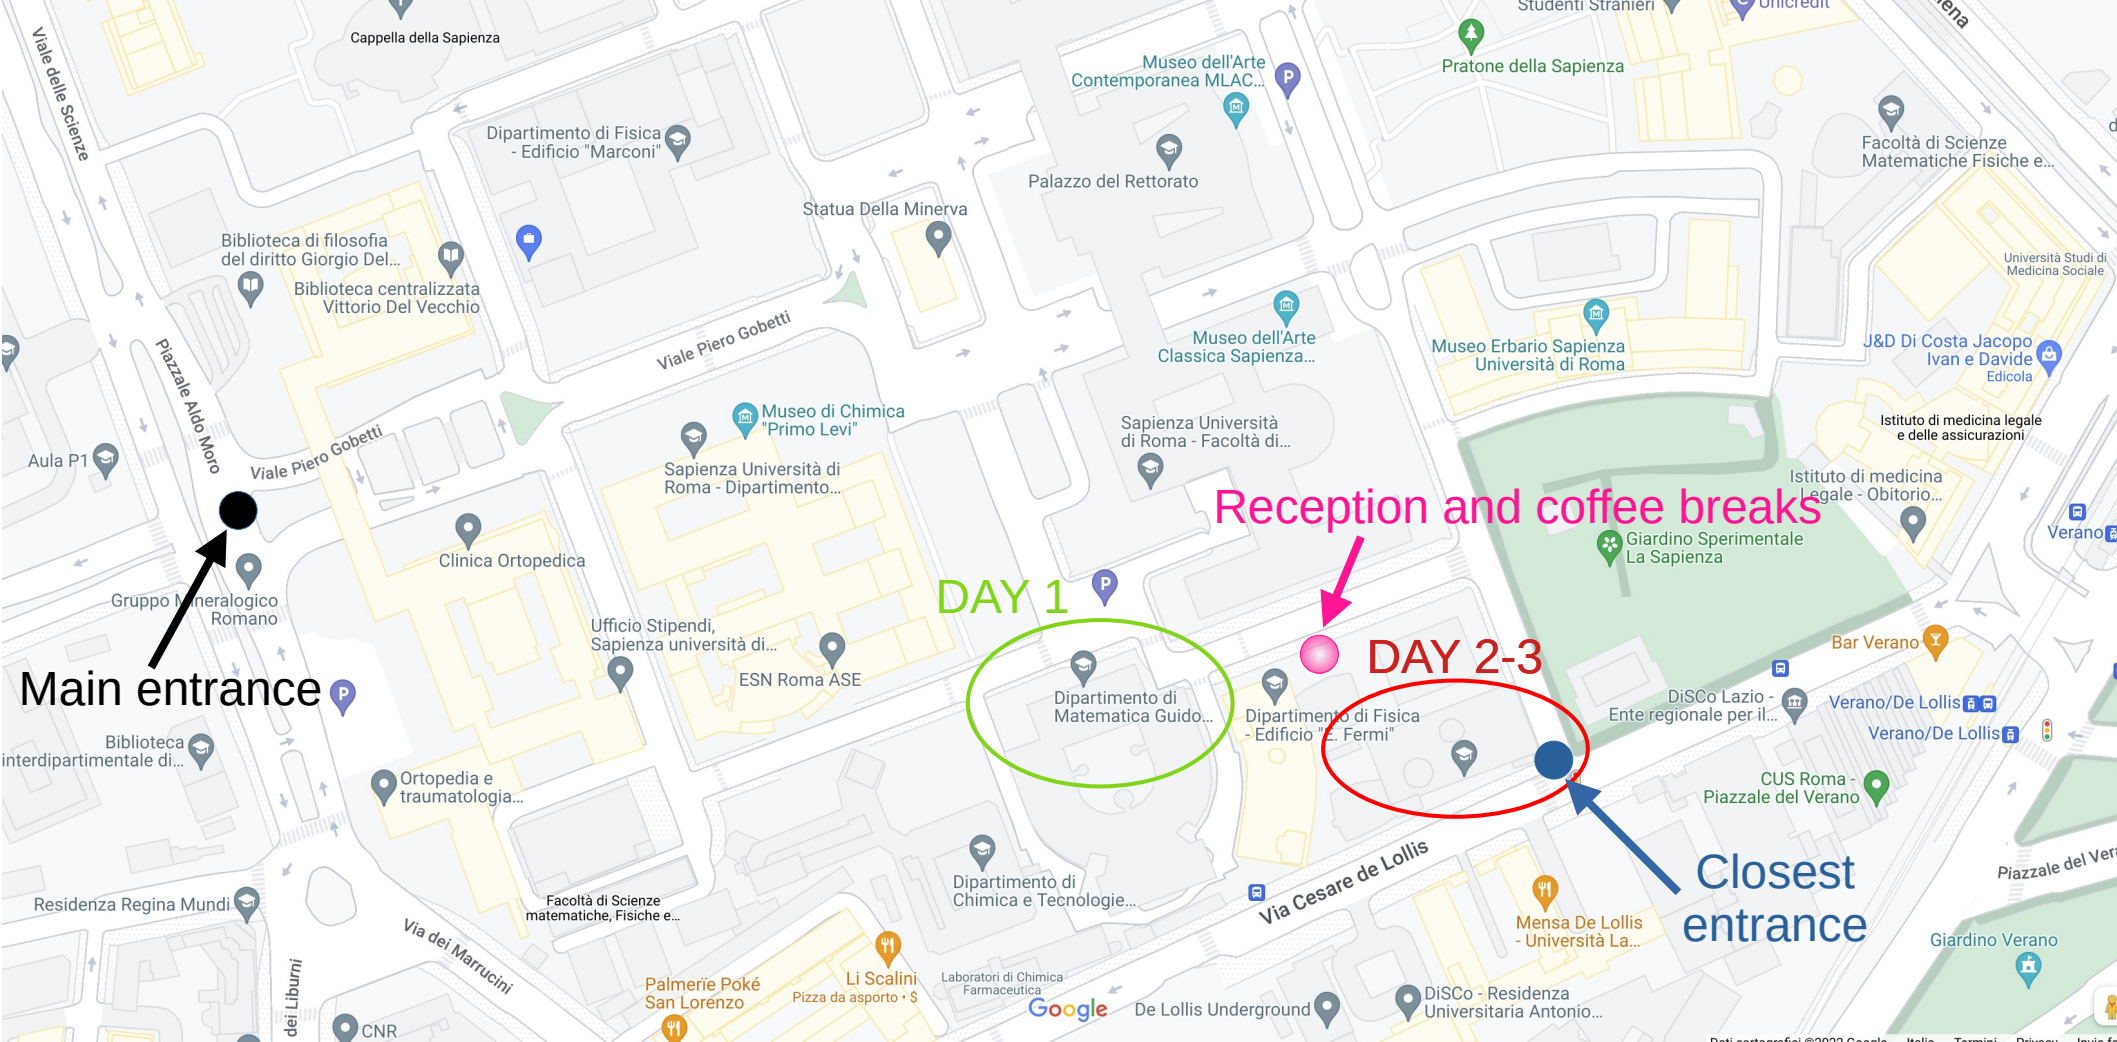 Viale delle Scienze
Cappella della Sapienza
Studenti Stranieri
Unicredit
Museo dell'Arte
Contemporanea MLAC...
P
Pratone della Sapienza
Dipartimento di Fisica
- Edificio "Marconi"
Palazzo del Rettorato
Facoltà di Scienze
Matematiche Fisiche e...
Statua Della Minerva
Biblioteca di filosofia
del diritto Giorgio Del...
Biblioteca centralizzata
Vittorio Del Vecchio
Università Studi di
Medicina Sociale
Viale Piero Gobetti
Museo dell'Arte
Classica Sapienza...
Museo Erbario Sapienza
Università di Roma
J&D Di Costa Jacopo
Ivan e Davide
Edicola
Piazzale Aldo Moro
Museo di Chimica
"Primo Levi"
Sapienza Università
di Roma - Facoltà di...
Istituto di medicina legale
e delle assicurazioni
Aula P1
Viale Piero Gobetti
Sapienza Università di
Roma - Dipartimento...
Istituto di medicina
Legale - Obitorio...
Reception and coffee breaks
Verano
Giardino Sperimentale
La Sapienza
Clinica Ortopedica
DAY 1
P
Gruppo Mineralogico
Romano
Ufficio Stipendi,
Sapienza università di...
ESN Roma ASE
DAY 2-3
Bar Verano
Main entrance
P
Dipartimento di
Matematica Guido...
Dipartimento di Fisica
- Edificio "E. Fermi"
DiSCo Lazio -
Ente regionale per il...
Verano/De Lollis
Verano/De Lollis
Biblioteca
interdipartimentale di...
Ortopedia e
traumatologia...
CUS Roma -
Piazzale del Verano
Closest
entrance
Via Cesare de Lollis
Piazzale del Ver
Dipartimento di
Chimica e Tecnologie...
Residenza Regina Mundi
Facoltà di Scienze
matematiche, Fisiche e...
Mensa De Lollis
- Università La...
Via dei Marrucini
Giardino Verano
Li Scalini
Pizza da asporto • $
Palmerie Poké
San Lorenzo
Laboratori di Chimica
Farmaceutica
Google
De Lollis Underground
DiSCo - Residenza
Universitaria Antonio...
dei Liburni
CNR
Dati cartografici ©2022 Google Italia Termini Privacy